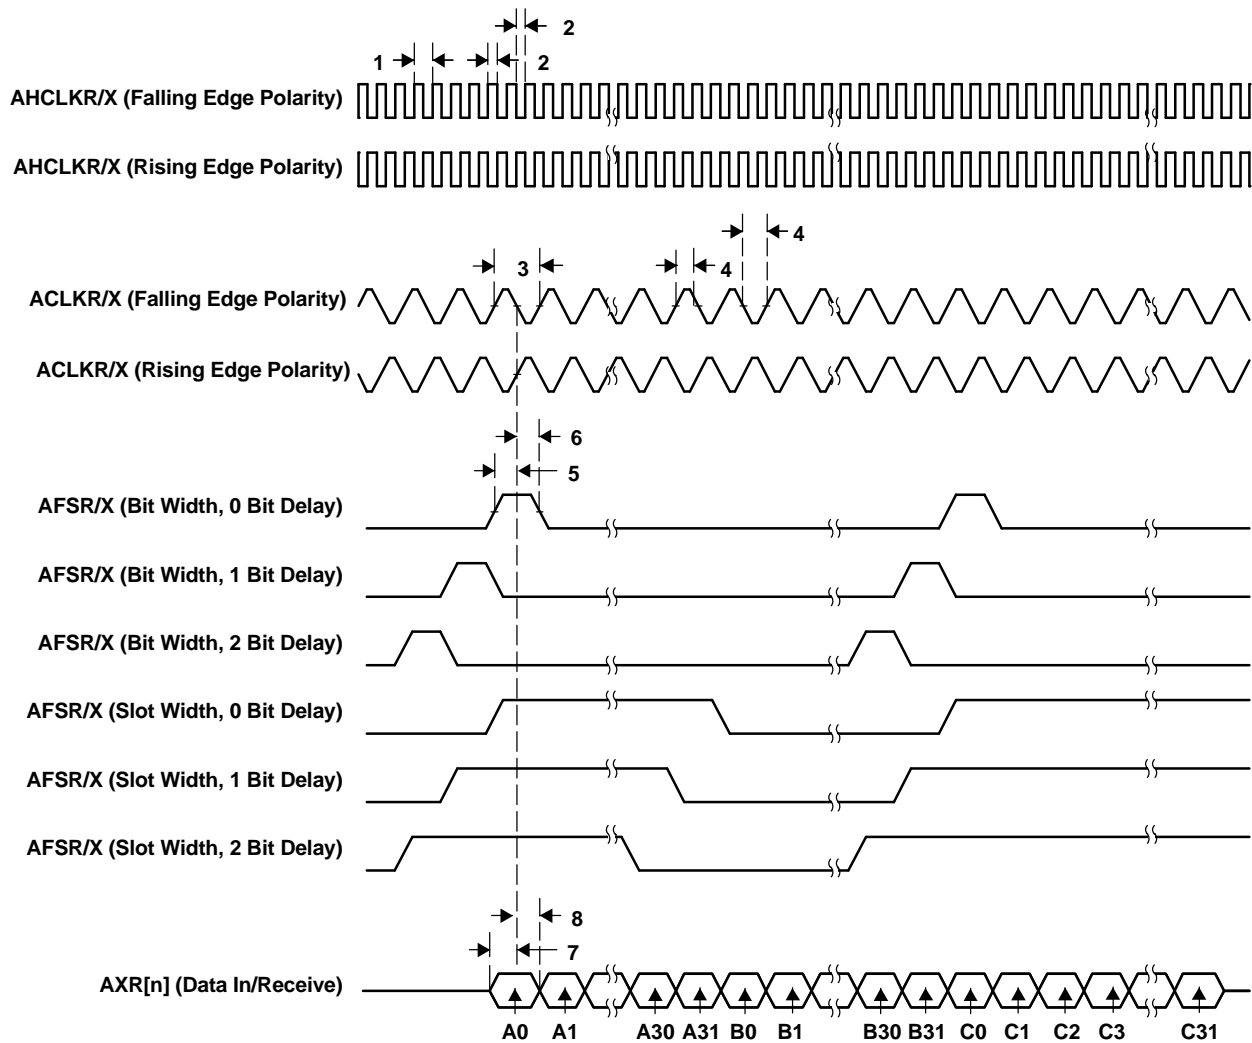 2
1
2
AHCLKR/X (Falling Edge Polarity)
AHCLKR/X (Rising Edge Polarity)
4
3
4
ACLKR/X (Falling Edge Polarity)
ACLKR/X (Rising Edge Polarity)
6
5
AFSR/X (Bit Width, 0 Bit Delay)
AFSR/X (Bit Width, 1 Bit Delay)
AFSR/X (Bit Width, 2 Bit Delay)
AFSR/X (Slot Width, 0 Bit Delay)
AFSR/X (Slot Width, 1 Bit Delay)
AFSR/X (Slot Width, 2 Bit Delay)
8
7
AXR[n] (Data In/Receive)
A0 A1 A30 A31 B0 B1 B30 B31 C0 C1 C2 C3 C31